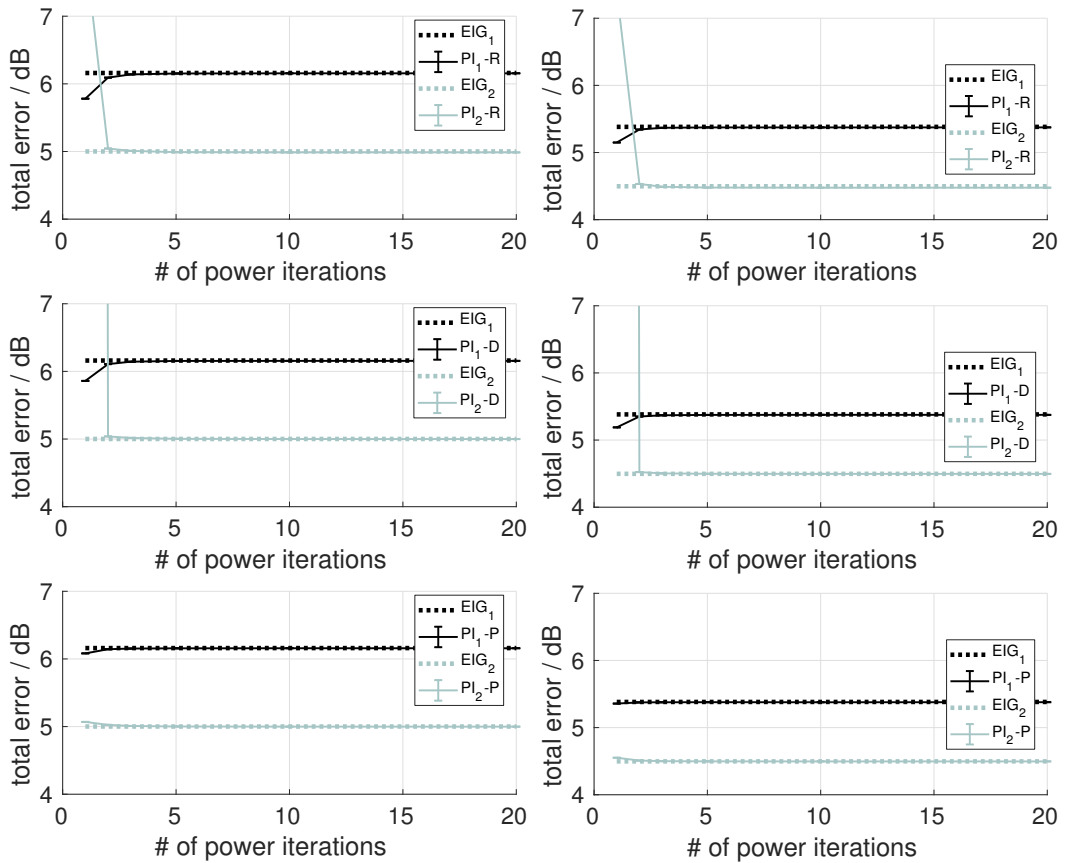 7
6
5
4
total error / dB
EIG1
PI1-R
EIG2
PI2-R
0 5 10 15 20
# of power iterations
7
6
5
4
total error / dB
EIG1
PI1-R
EIG2
PI2-R
0 5 10 15 20
# of power iterations
7
6
5
4
total error / dB
EIG1
PI1-D
EIG2
PI2-D
0 5 10 15 20
# of power iterations
7
6
5
4
total error / dB
EIG1
PI1-D
EIG2
PI2-D
0 5 10 15 20
# of power iterations
7
6
5
4
total error / dB
EIG1
PI1-P
EIG2
PI2-P
0 5 10 15 20
# of power iterations
7
6
5
4
total error / dB
EIG1
PI1-P
EIG2
PI2-P
0 5 10 15 20
# of power iterations